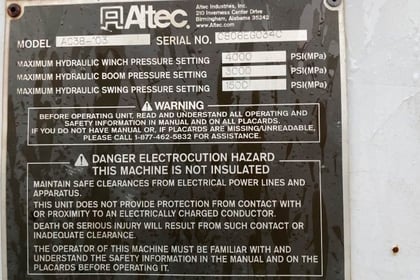 Altec
Altec Industries, Inc.
210 Inverness Center Drive
Birmingham, Alabama 35242
www.Altec.com
MODEL AC38-'03 SERIAL NO.
MAXIMUM HYDRAULIC WINCH PRESSURE SETTING 4000 PSI(MPa)
MAXIMUM HYDRAULIC BOOM PRESSURE SETTING 3000 PSI(MPa)
MAXIMUM HYDRAULIC SWING PRESSURE SETTING 1500 PSI(MPa)
WARNING
BEFORE OPERATING UNIT, READ AND UNDERSTAND ALL OPERATING AND
SAFETY INFORMATION IN MANUAL AND ON ALL PLACARDS.
IF YOU DO NOT HAVE MANUAL OR, IF PLACARDS ARE MISSING/UNREADABLE,
PLEASE CALL 1-877-462-5832 FOR ASSISTANCE.
DANGER ELECTROCUTION HAZARD
THIS MACHINE IS NOT INSULATED
MAINTAIN SAFE CLEARANCES FROM ELECTRICAL POWER LINES AND
APPARATUS.
THIS UNIT DOES NOT PROVIDE PROTECTION FROM CONTACT WITH
OR PROXIMITY TO AN ELECTRICALLY CHARGED CONDUCTOR.
DEATH OR SERIOUS INJURY WILL RESULT FROM SUCH CONTACT OR
INADEQUATE CLEARANCE.
THE OPERATOR OF THIS MACHINE MUST BE FAMILIAR WITH AND
UNDERSTAND THE SAFETY INFORMATION IN THE MANUAL AND ON THE
PLACARDS BEFORE OPERATING IT.